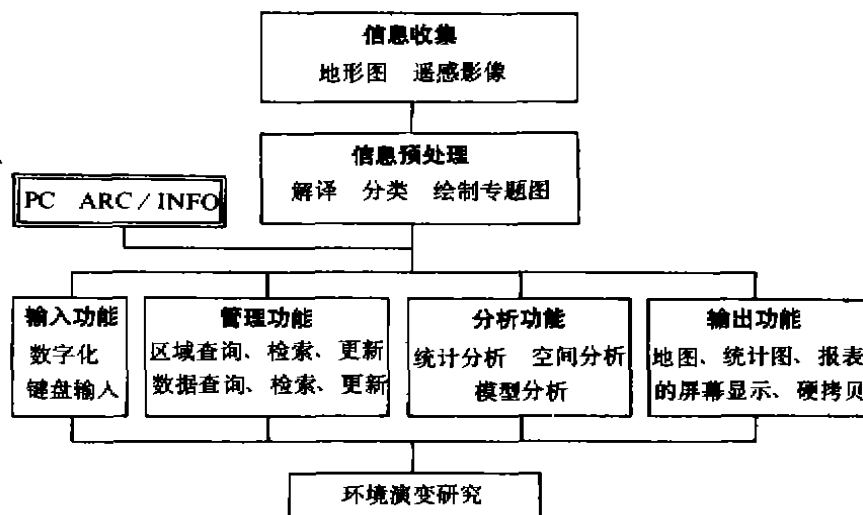 信息收集
地形图 遥感影像
信息预处理
解译 分类 绘制专题图
PC ARC / INFO
输入功能
数字化
键盘输入
管理功能
区域查询、检索、更新
数据查询、检索、更新
分析功能
统计分析 空间分析
模型分析
输出功能
地图、统计图、报表
的屏幕显示、硬拷贝
环境演变研究